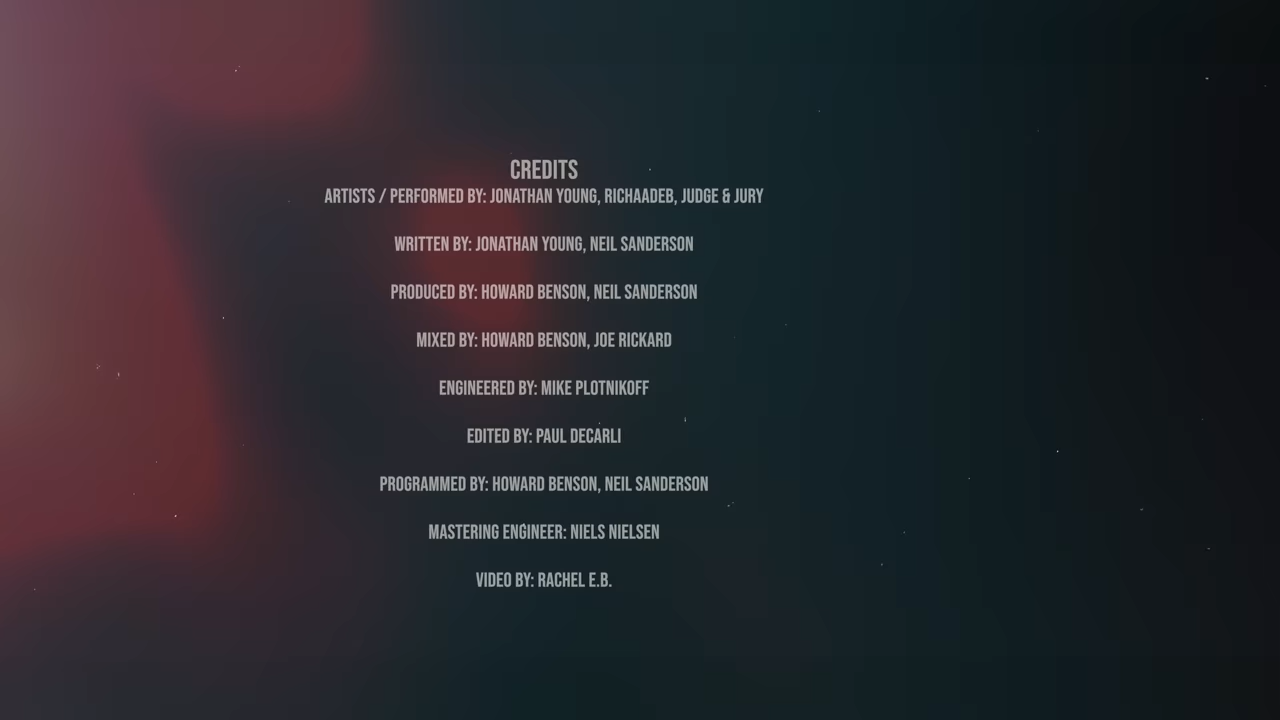 CREDITS
ARTISTS / PERFORMED BY: JONATHAN YOUNG, RICHAADEB, JUDGE & JURY
WRITTEN BY: JONATHAN YOUNG, NEIL SANDERSON
PRODUCED BY: HOWARD BENSON, NEIL SANDERSON
MIXED BY: HOWARD BENSON, JOE RICKARD
ENGINEERED BY: MIKE PLOTNIKOFF
EDITED BY: PAUL DECARLI
PROGRAMMED BY: HOWARD BENSON, NEIL SANDERSON
MASTERING ENGINEER: NIELS NIELSEN
VIDEO BY: RACHEL E.B.